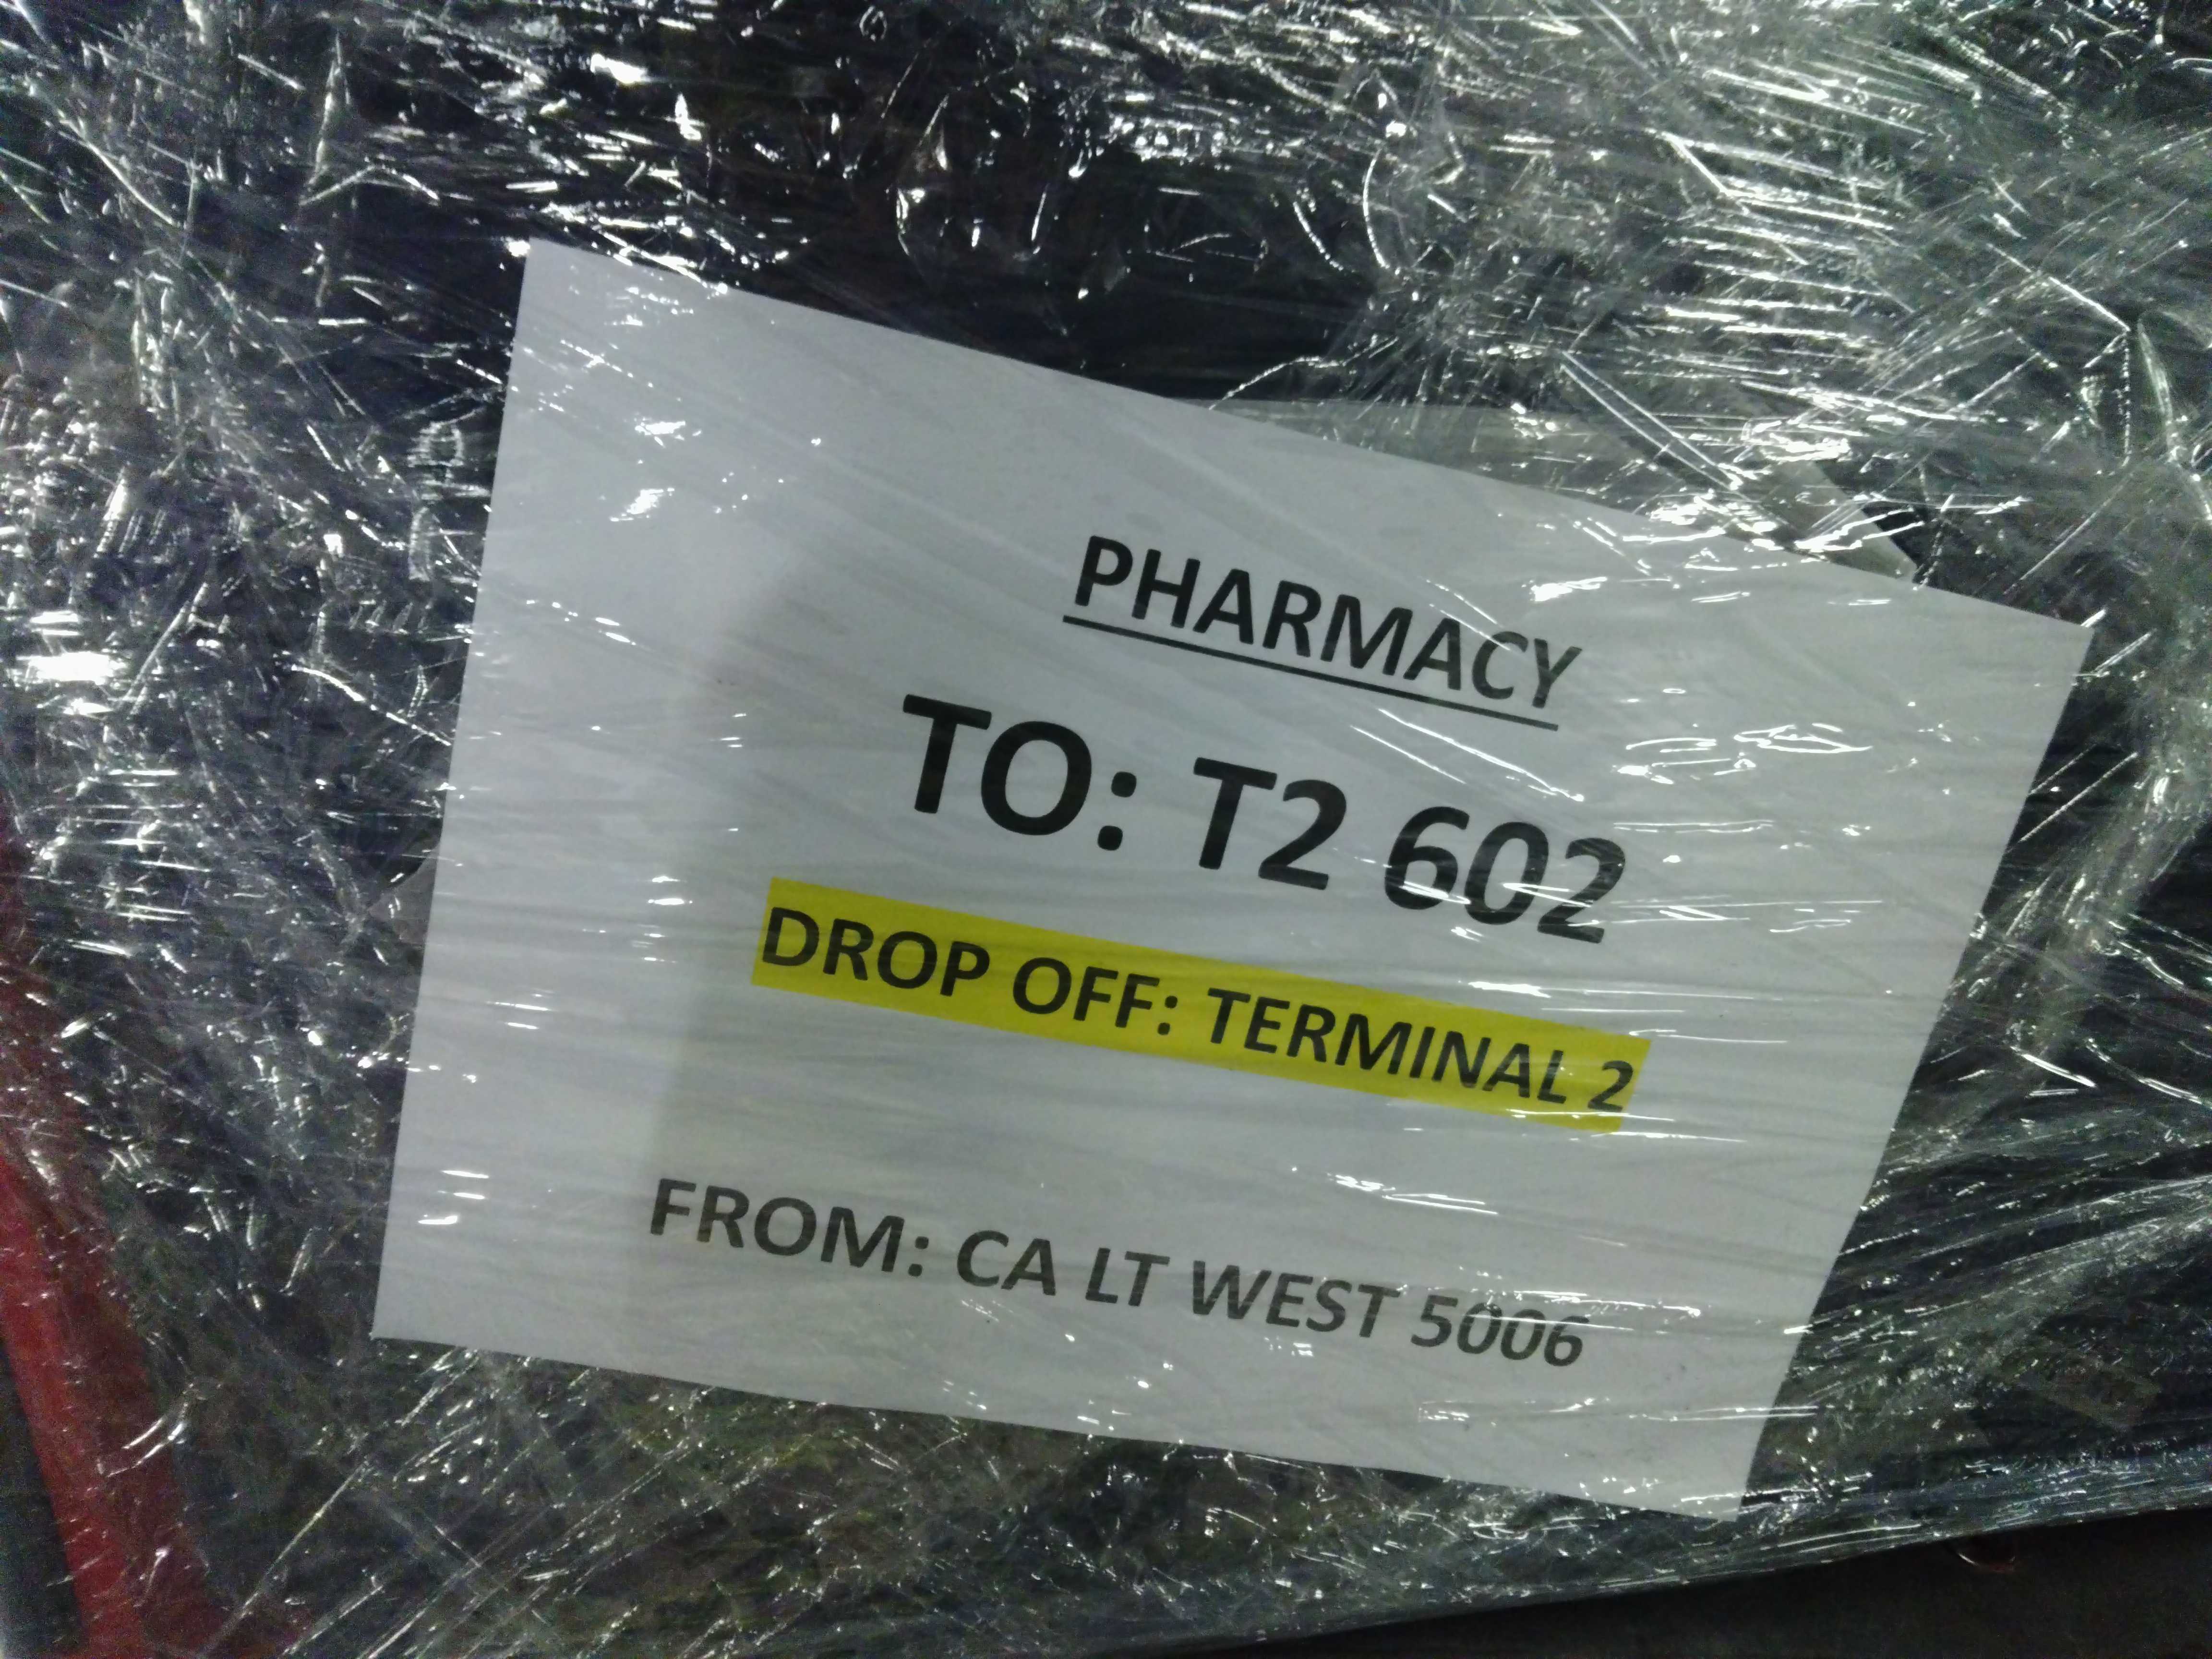 PHARMACY
TO: T2 602
DROP OFF: TERMINAL 2
FROM: CA LT WEST 5006